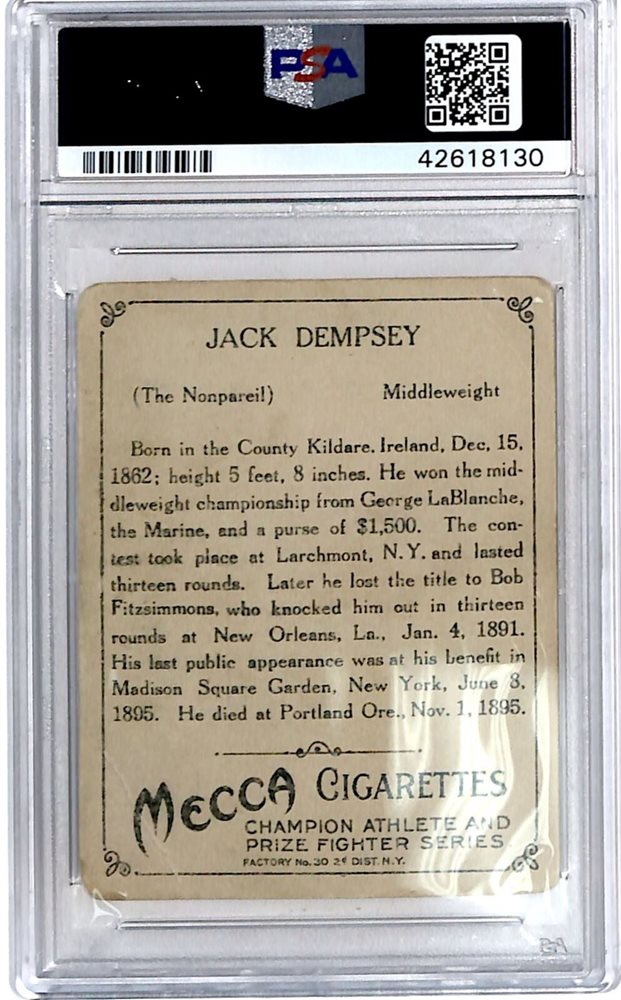 PSA
42618130
JACK DEMPSEY
(The Nonpareil) Middleweight
Born in the County Kildare, Ireland, Dec. 15,
1862; height 5 feet, 8 inches. He won the mid-
dleweight championship from George LaBlanche,
the Marine, and a purse of $1,500. The con-
test took place at Larchmont, N.Y. and lasted
thirteen rounds. Later he lost the title to Bob
Fitzsimmons, who knocked him out in thirteen
rounds at New Orleans, La., Jan. 4, 1891.
His last public appearance was at his benefit in
Madison Square Garden, New York, June 8,
1895. He died at Portland Ore., Nov. 1, 1895.
MECCA CIGARETTES
CHAMPION ATHLETE AND
PRIZE FIGHTER SERIES
FACTORY No. 30 2d DIST. N.Y.
PSA